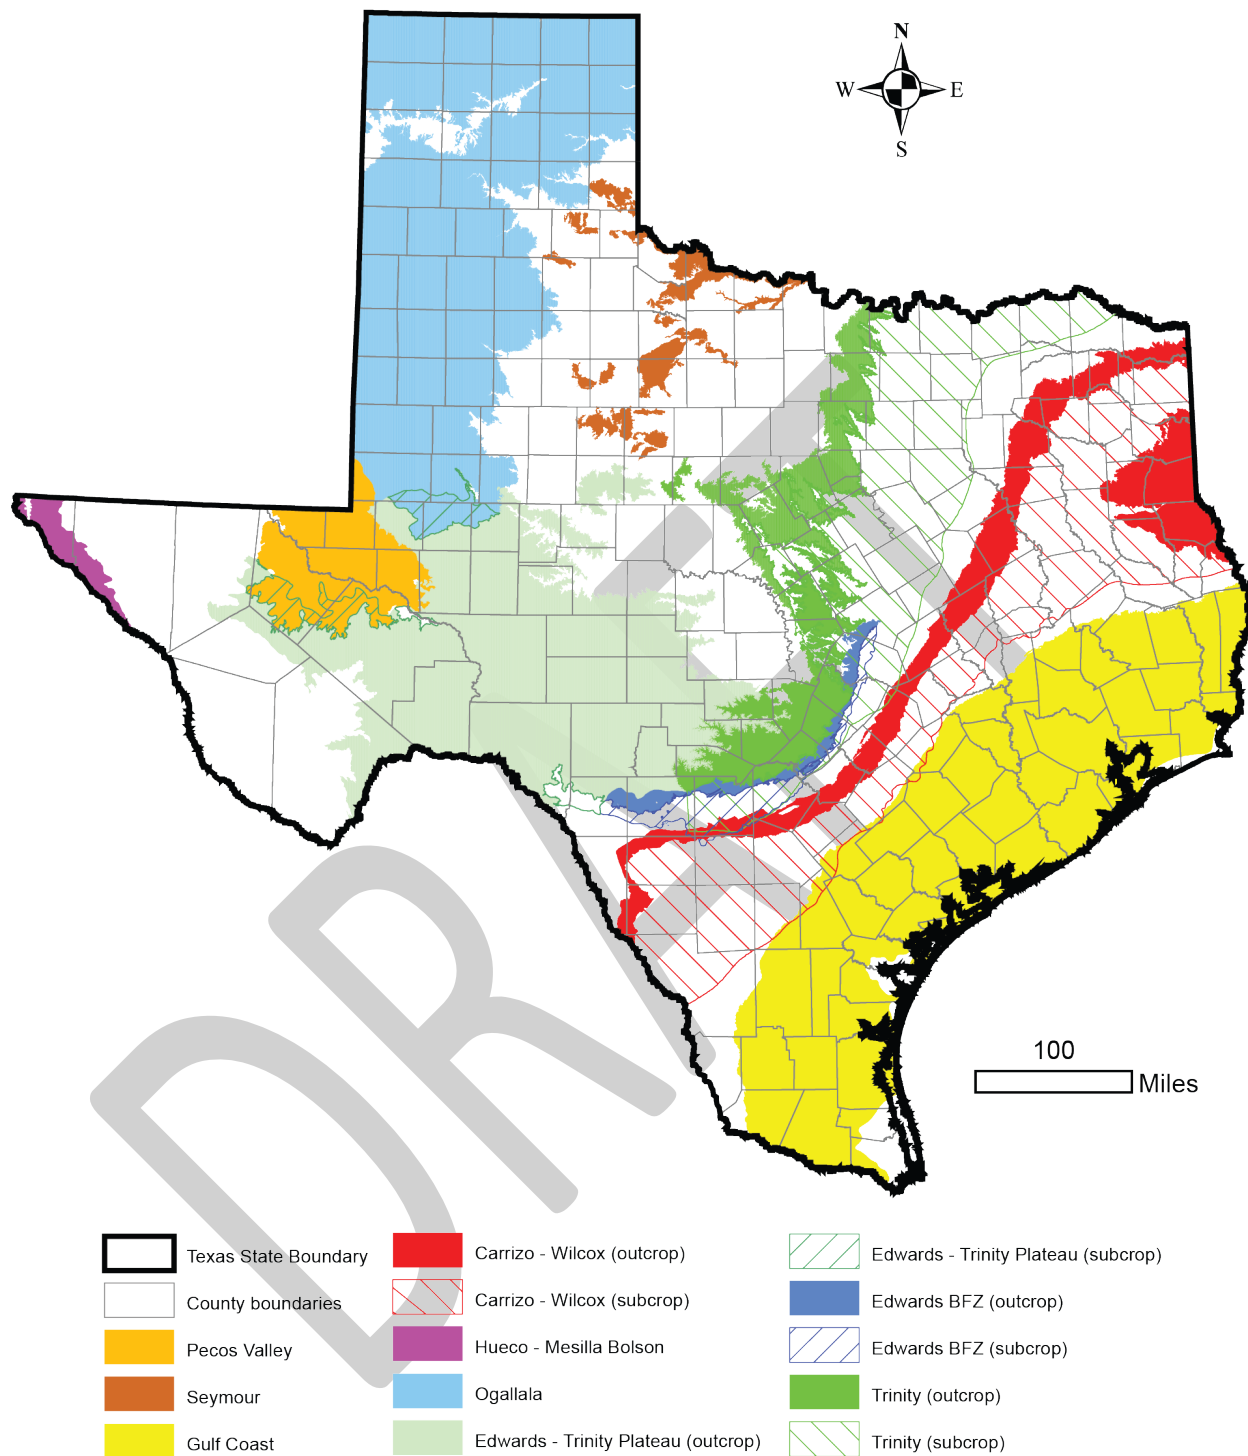 N
W E
S
DRAFT
100
Miles
Texas State Boundary
County boundaries
Pecos Valley
Seymour
Gulf Coast
Carrizo - Wilcox (outcrop)
Carrizo - Wilcox (subcrop)
Hueco - Mesilla Bolson
Ogallala
Edwards - Trinity Plateau (outcrop)
Edwards - Trinity Plateau (subcrop)
Edwards BFZ (outcrop)
Edwards BFZ (subcrop)
Trinity (outcrop)
Trinity (subcrop)